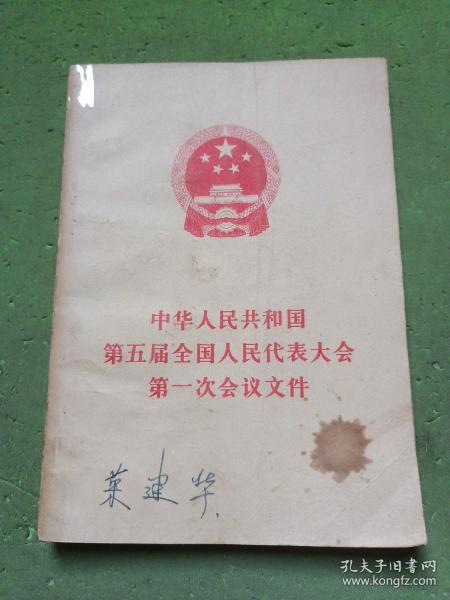 中华人民共和国
第五届全国人民代表大会
第一次会议文件
莱建华
孔夫子旧书网
www.kongfz.com